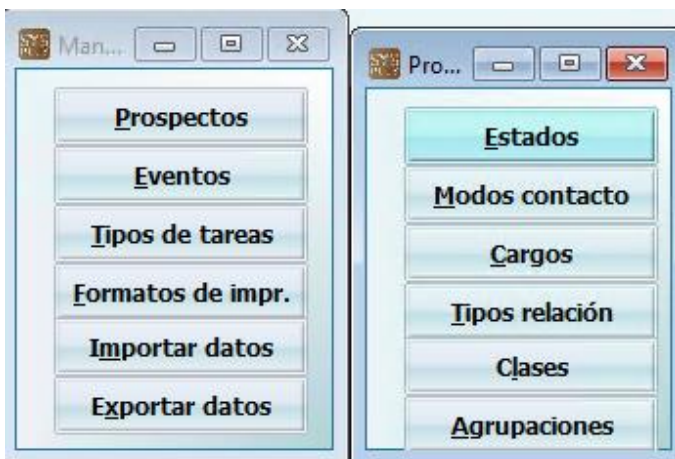 Man...
Prospectos
Eventos
Tipos de tareas
Formatos de impr.
Importar datos
Exportar datos
Pro...
Estados
Modos contacto
Cargos
Tipos relación
Clases
Agrupaciones